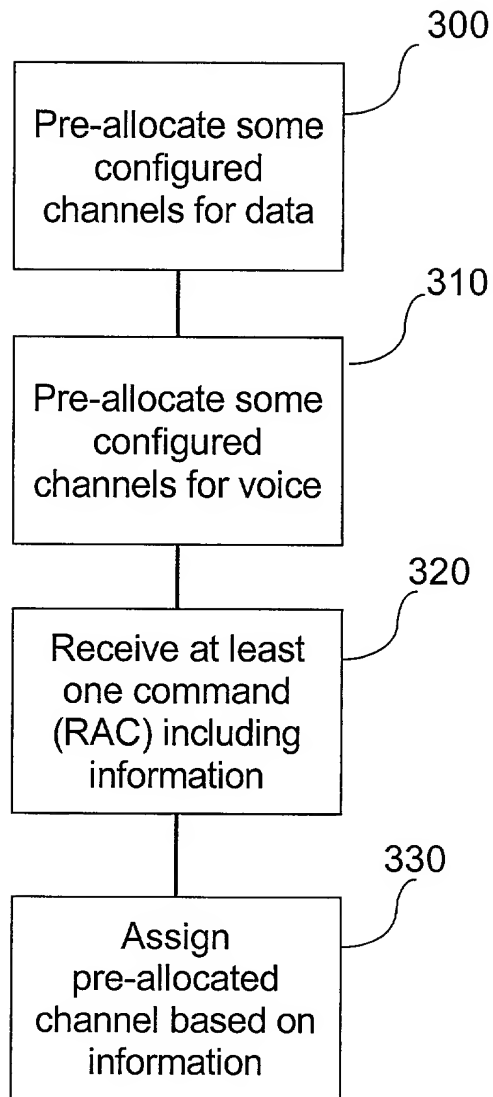 300
Pre-allocate some
configured
channels for data
310
Pre-allocate some
configured
channels for voice
320
Receive at least
one command
(RAC) including
information
330
Assign
pre-allocated
channel based on
information